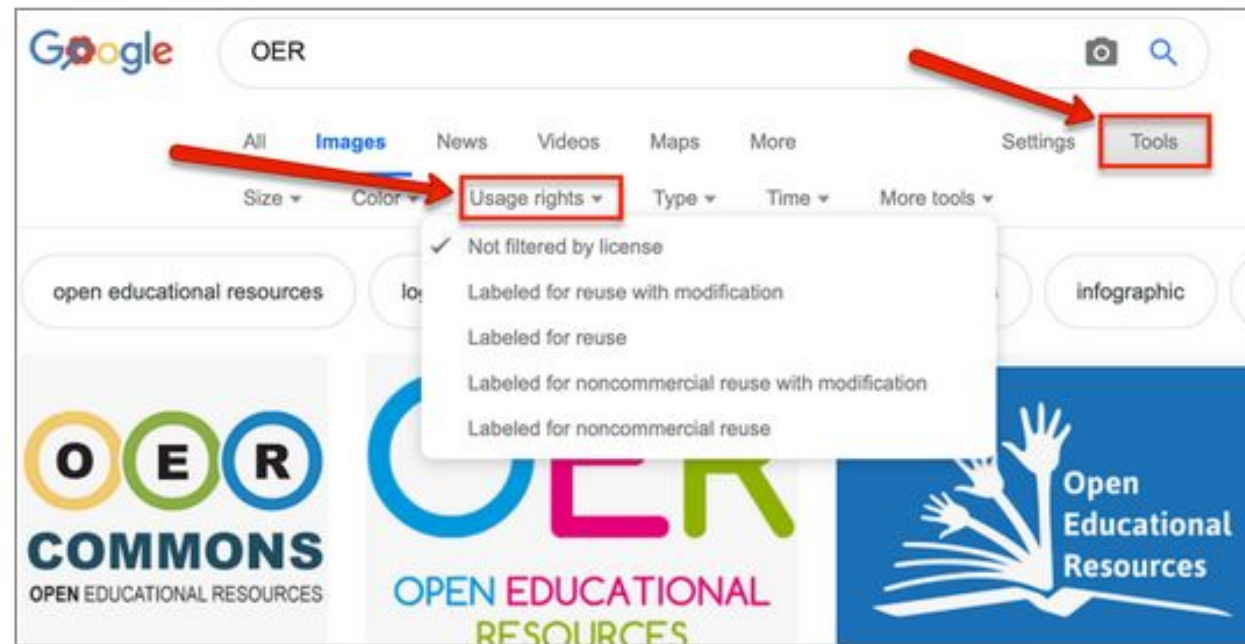 Google OER
All Images News Videos Maps More Settings Tools
Size Color Usage rights Type Time More tools
Not filtered by license
open educational resources Labeled for reuse with modification infographic
Labeled for reuse
Labeled for noncommercial reuse with modification
Labeled for noncommercial reuse
O E R
COMMONS
OPEN EDUCATIONAL RESOURCES
OER
OPEN EDUCATIONAL
RESOURCES
Open
Educational
Resources